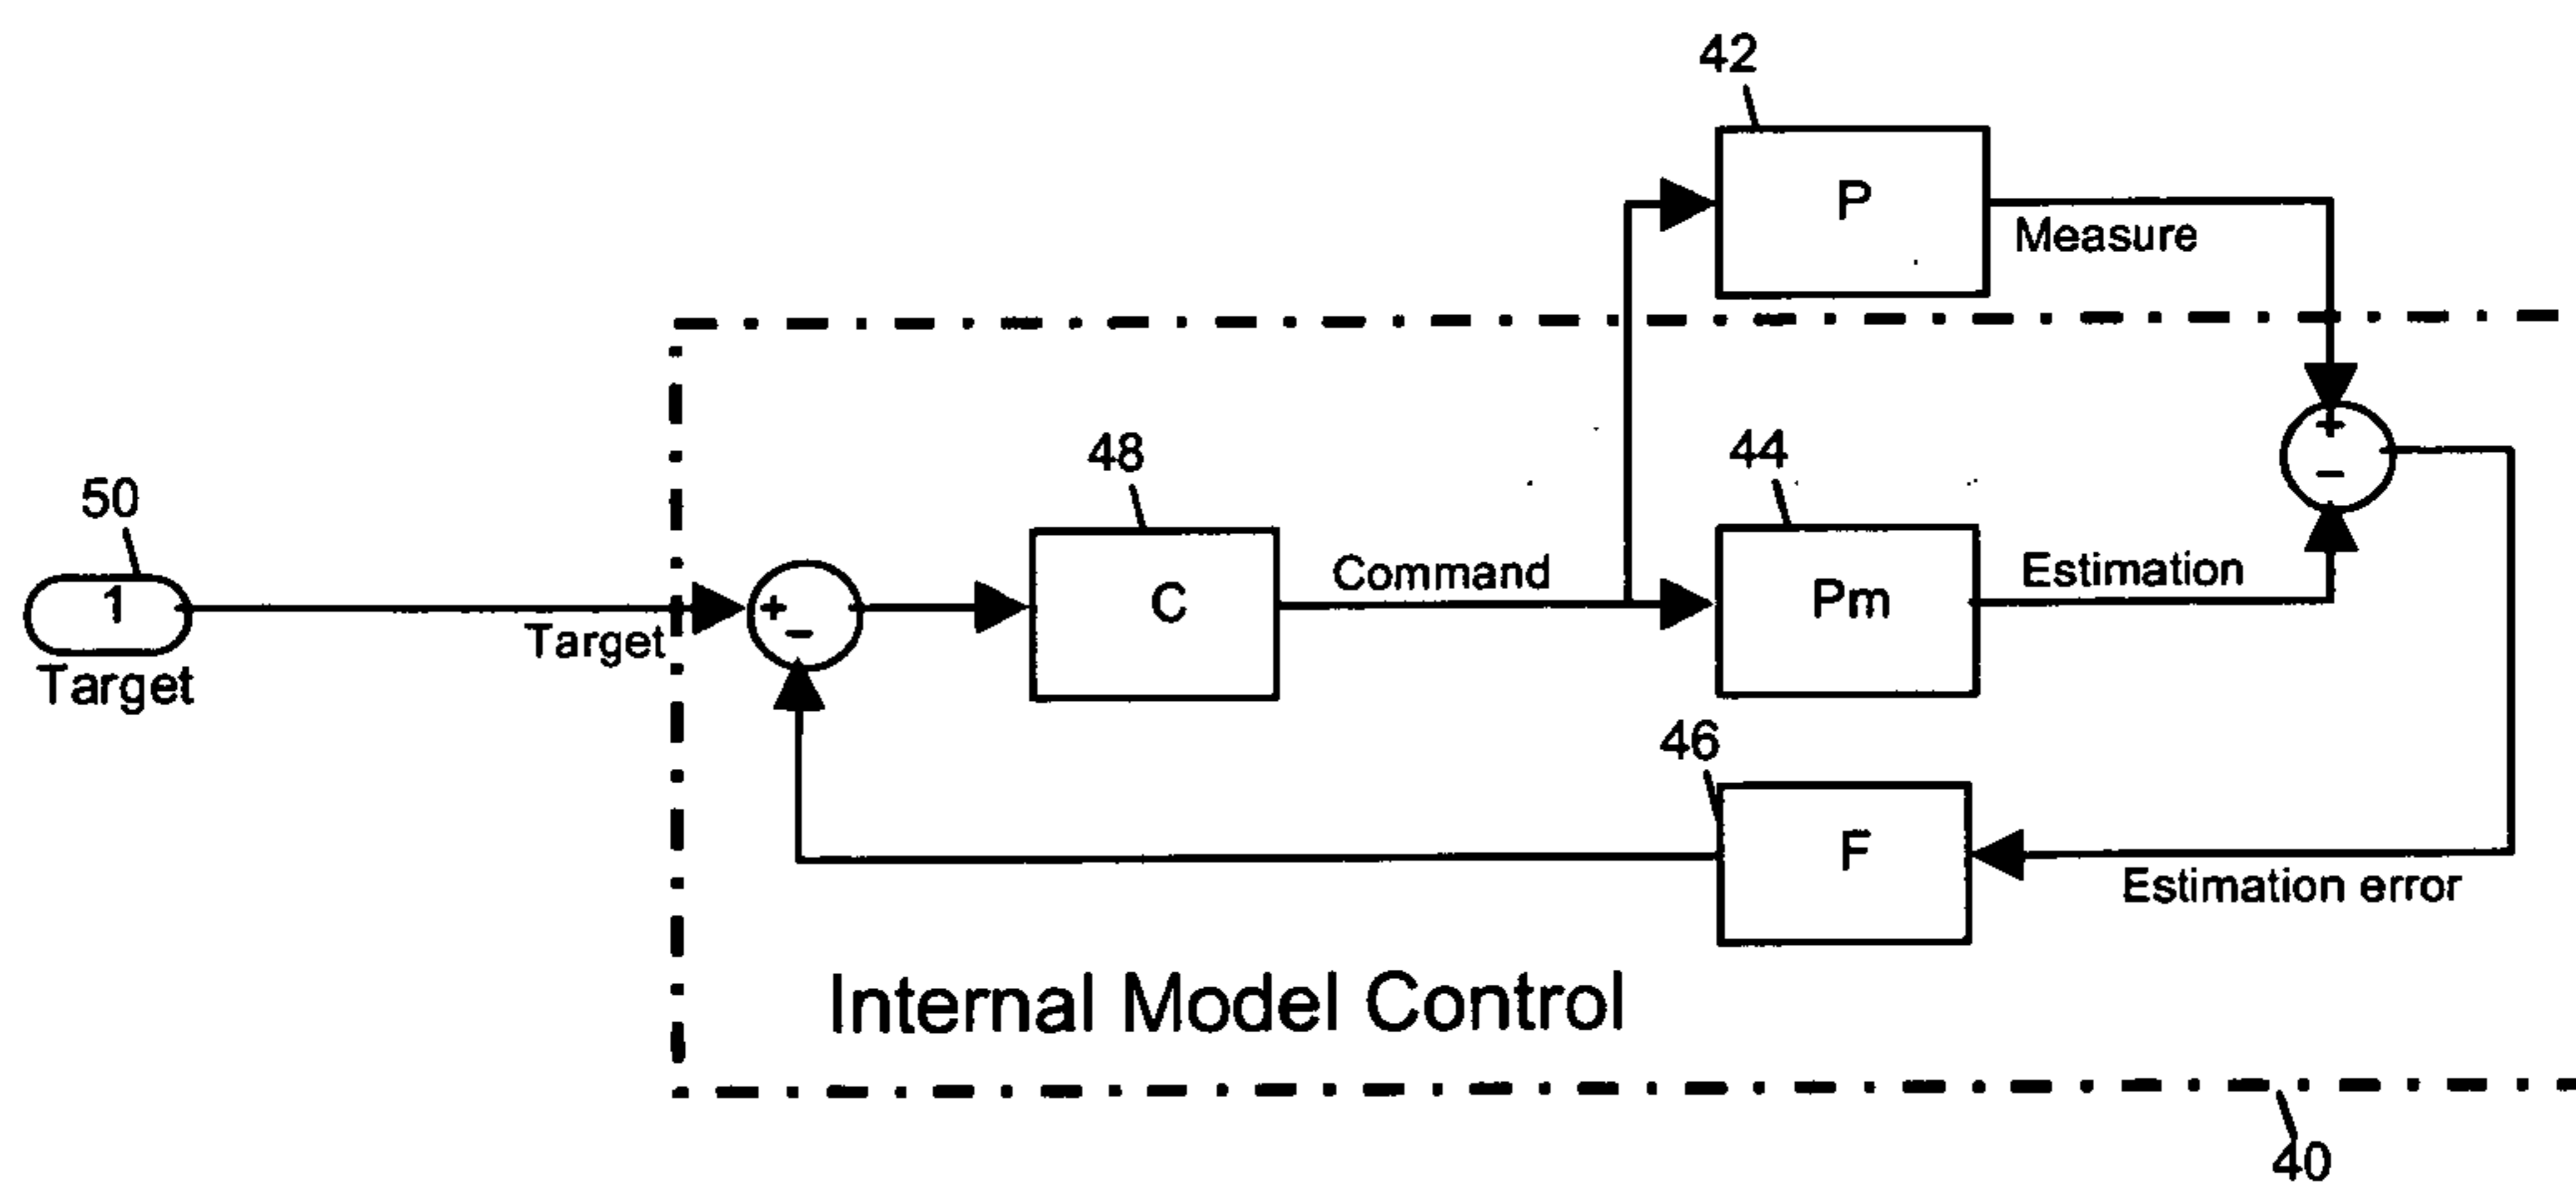 42
P
Measure
48
44
50
+
−
1
Target
Target
+
−
C
Command
Pm
Estimation
46
F
Estimation error
Internal Model Control
40